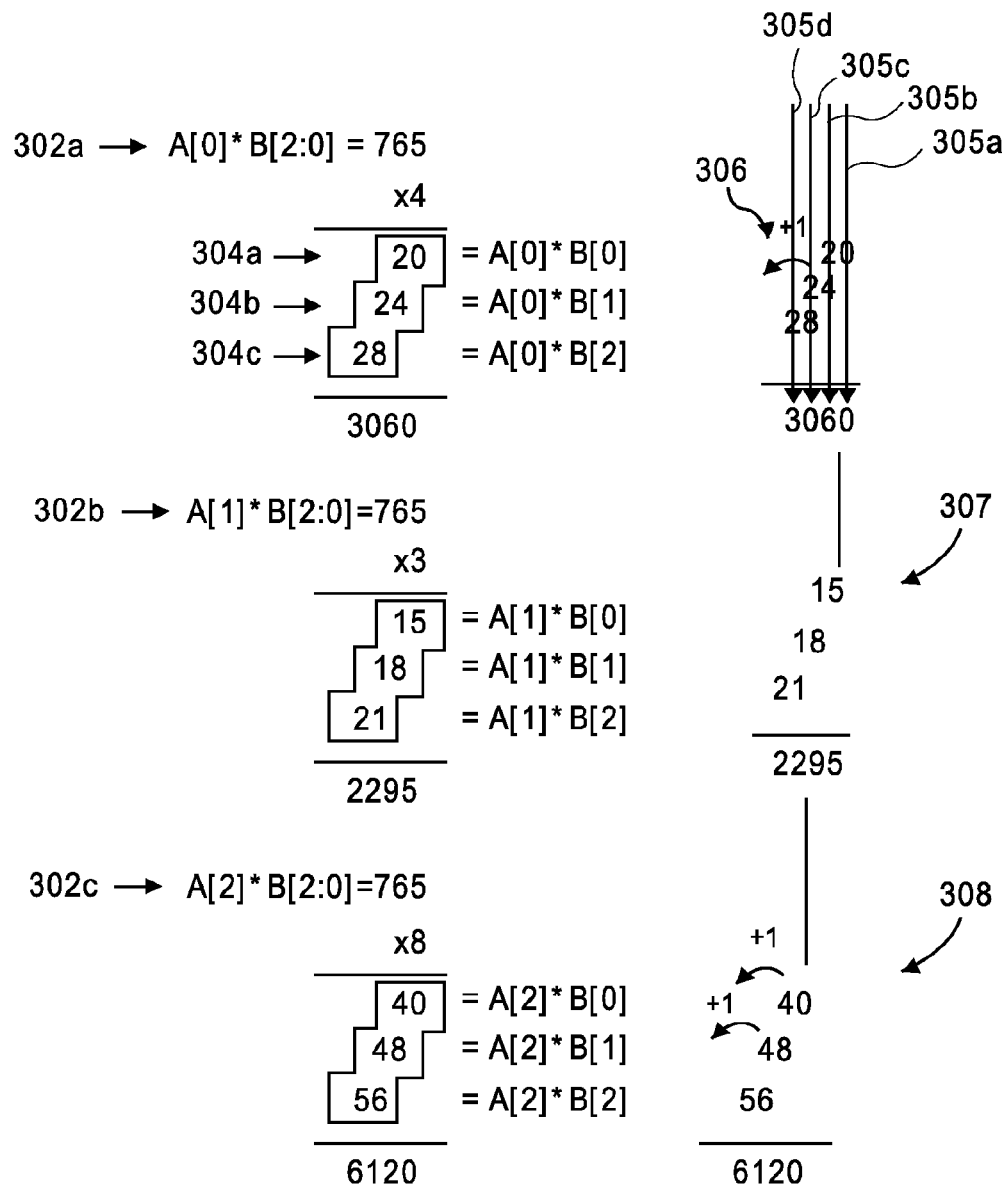 305d
305c
305b
305a
302a A[0]* B[2:0] = 765
x4
306
+1
304a 20 = A[0]* B[0] 20
304b 24 = A[0]* B[1] 24
304c 28 = A[0]* B[2] 28
3060 3060
302b A[1]* B[2:0]=765
307
x3
15 = A[1]* B[0] 15
18 = A[1]* B[1] 18
21 = A[1]* B[2] 21
2295 2295
302c A[2]* B[2:0]=765
308
x8 +1
40 = A[2]* B[0] +1 40
48 = A[2]* B[1] 48
56 = A[2]* B[2] 56
6120 6120